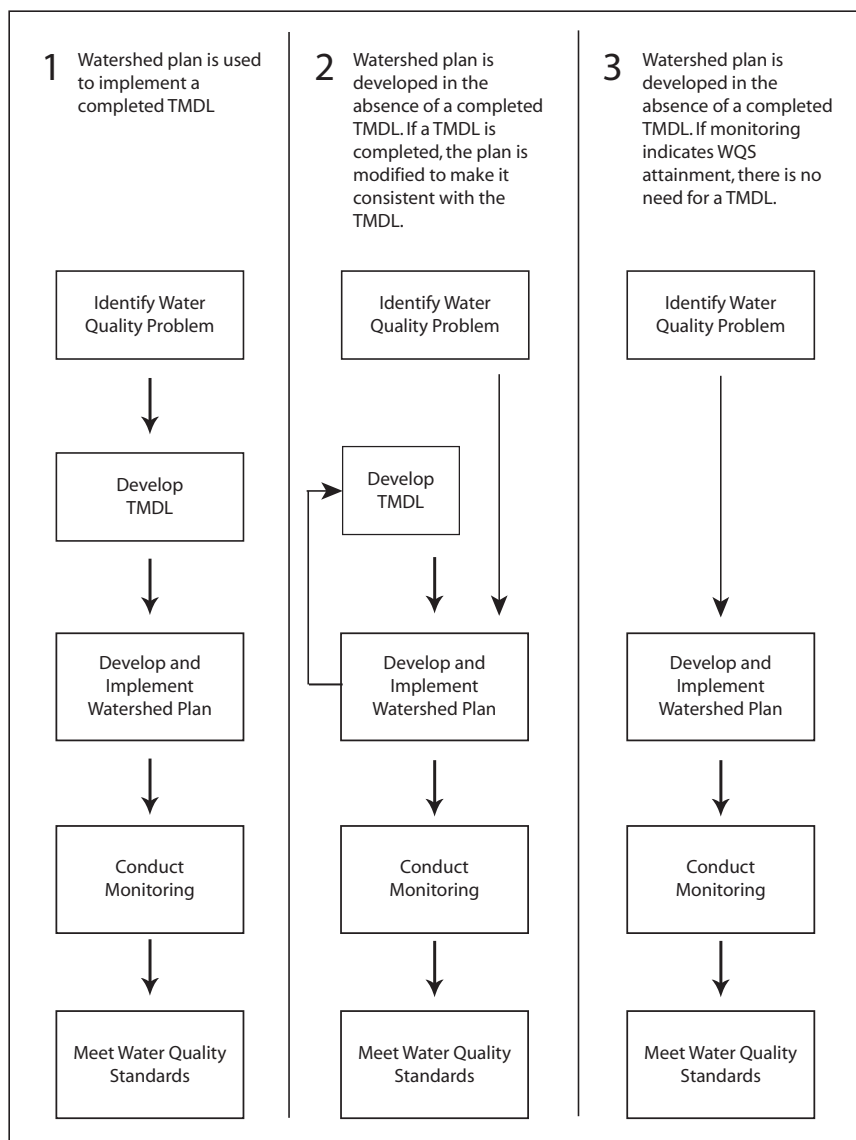 1
Watershed plan is used
to implement a
completed TMDL
Identify Water
Quality Problem
Develop
TMDL
Develop and
Implement
Watershed Plan
Conduct
Monitoring
Meet Water Quality
Standards
2
Watershed plan is
developed in the
absence of a completed
TMDL. If a TMDL is
completed, the plan is
modified to make it
consistent with the
TMDL.
Identify Water
Quality Problem
Develop
TMDL
Develop and
Implement
Watershed Plan
Conduct
Monitoring
Meet Water Quality
Standards
3
Watershed plan is
developed in the
absence of a completed
TMDL. If monitoring
indicates WQS
attainment, there is no
need for a TMDL.
Identify Water
Quality Problem
Develop and
Implement
Watershed Plan
Conduct
Monitoring
Meet Water Quality
Standards